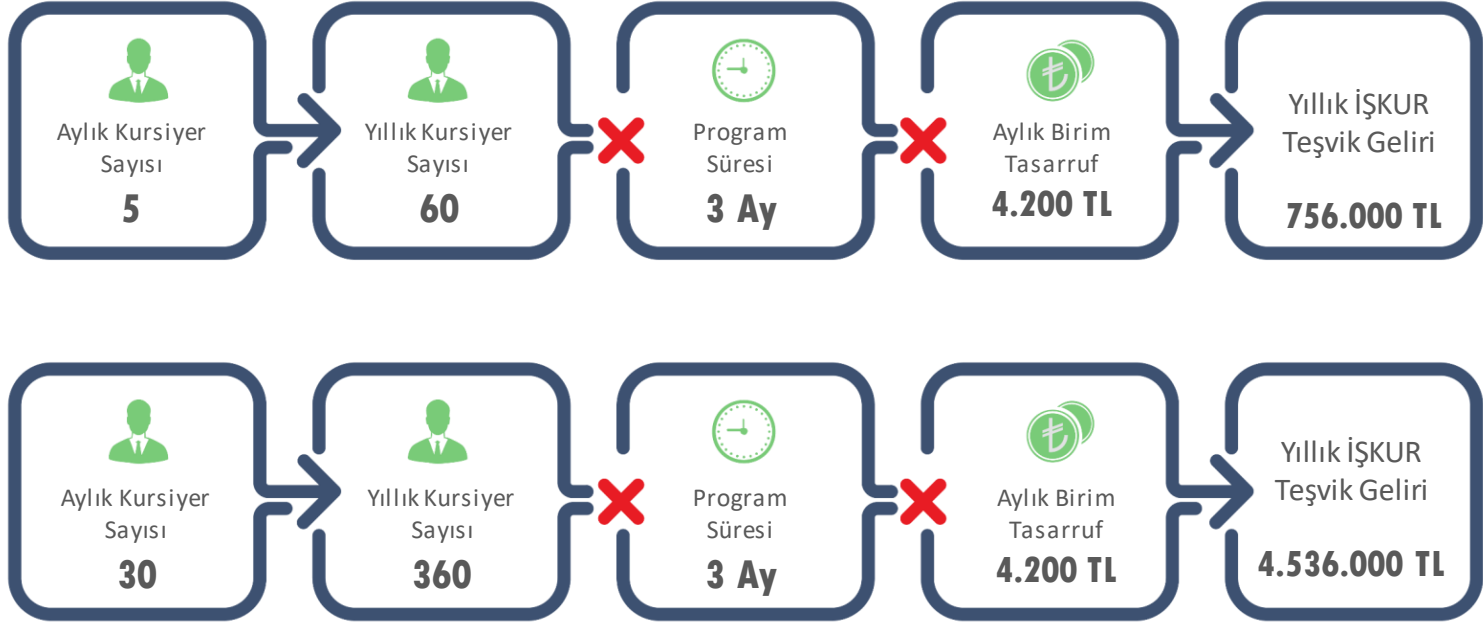 Aylık Kursiyer
Sayısı
5
Yıllık Kursiyer
Sayısı
60
Program
Süresi
3 Ay
Aylık Birim
Tasarruf
4.200 TL
Yıllık İŞKUR
Teşvik Geliri
756.000 TL
Aylık Kursiyer
Sayısı
30
Yıllık Kursiyer
Sayısı
360
Program
Süresi
3 Ay
Aylık Birim
Tasarruf
4.200 TL
Yıllık İŞKUR
Teşvik Geliri
4.536.000 TL